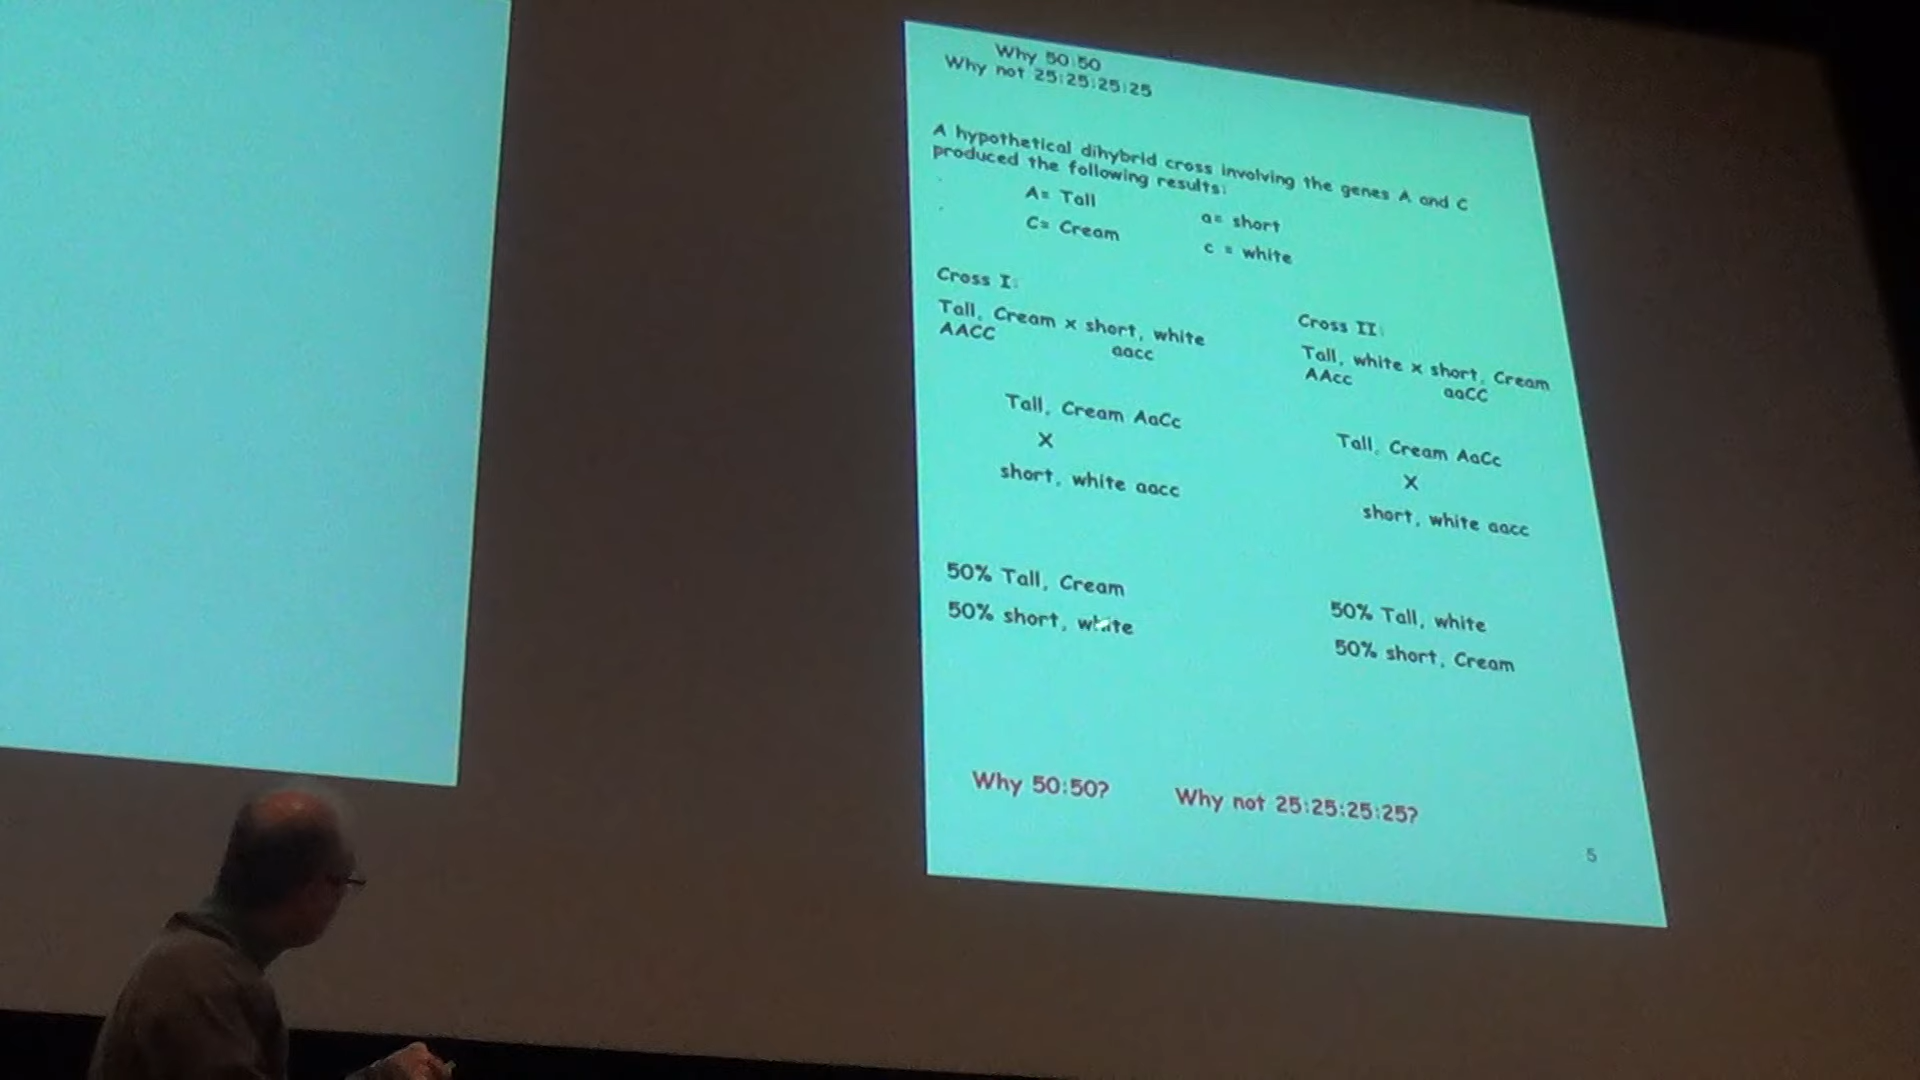 Why 50:50
Why not 25:25:25:25
A hypothetical dihybrid cross involving the genes A and C
produced the following results:
A= Tall
a= short
C= Cream
c = white
Cross I:
Tall, Cream x short, white
AACC
aacc
Tall, Cream AaCc
X
short, white aacc
50% Tall, Cream
50% short, white
Cross II:
Tall, white x short, Cream
AAcc
aaCC
Tall, Cream AaCc
X
short, white aacc
50% Tall, white
50% short, Cream
Why 50:50?
Why not 25:25:25:25?
5